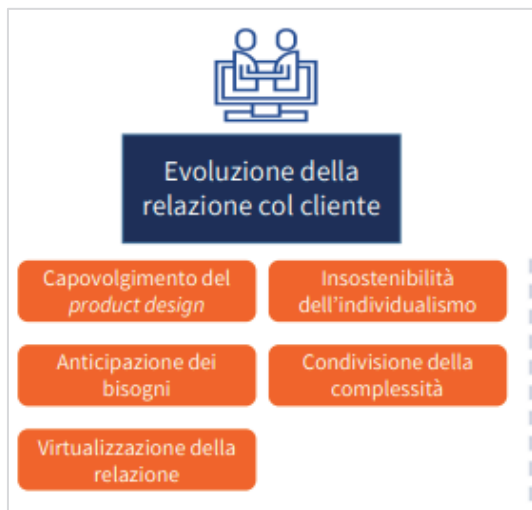 Evoluzione della
relazione col cliente
Capovolgimento del
product design
Insostenibilità
dell'individualismo
Anticipazione dei
bisogni
Condivisione della
complessità
Virtualizzazione della
relazione